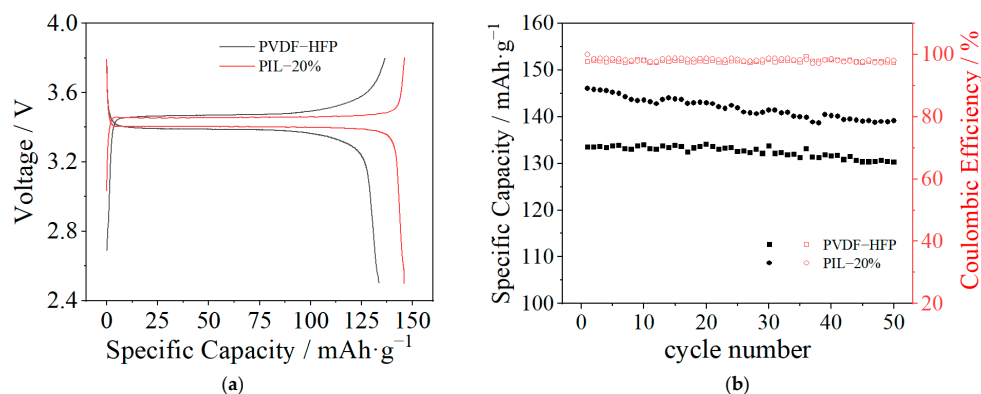 (a)
4.0
3.6
3.2
2.8
2.4
Voltage / V
PVDF−HFP
PIL−20%
0 25 50 75 100 125 150
Specific Capacity / mAh·g⁻¹
(a)
(b)
160
150
140
130
120
110
100
Specific Capacity / mAh·g⁻¹
PVDF−HFP
PIL−20%
100
80
60
40
20
Coulombic Efficiency / %
0 10 20 30 40 50
cycle number
(b)